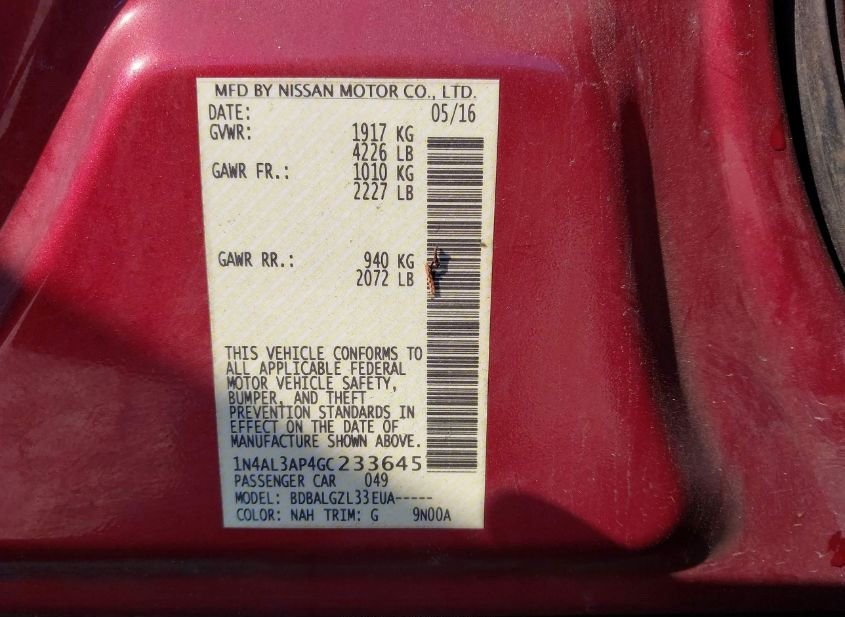 MFD BY NISSAN MOTOR CO., LTD.
DATE: 05/16
GVWR: 1917 KG
4226 LB
GAWR FR.: 1010 KG
2227 LB
GAWR RR.: 940 KG
2072 LB
THIS VEHICLE CONFORMS TO
ALL APPLICABLE FEDERAL
MOTOR VEHICLE SAFETY,
BUMPER, AND THEFT
PREVENTION STANDARDS IN
EFFECT ON THE DATE OF
MANUFACTURE SHOWN ABOVE.
1N4AL3AP4GC233645
PASSENGER CAR 049
MODEL: BDBALGZL33EUA-----
COLOR: NAH TRIM: G 9N00A